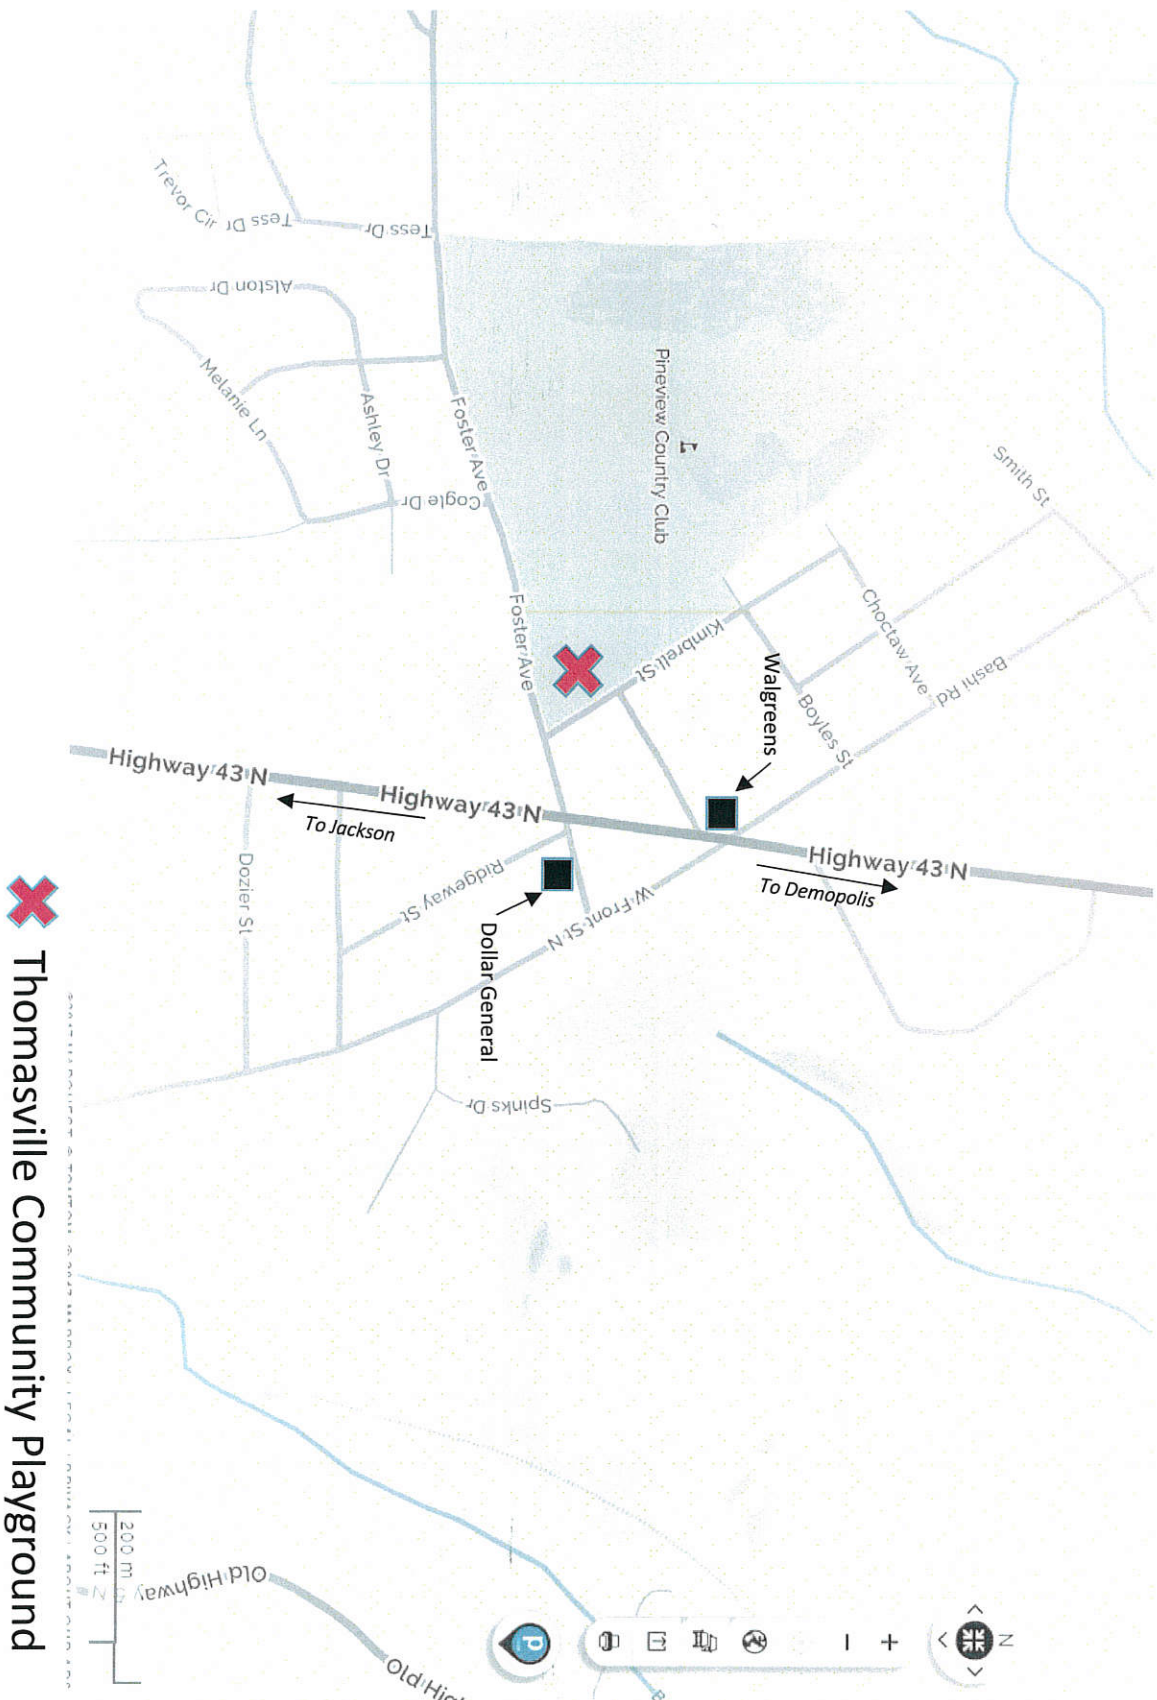 N
Smith St
Bashi Rd
Choctaw Ave
Highway 43 N
To Demopolis
Boyles St
Walgreens
Kimbrell St
Pineview Country Club
W Front St N
Foster Ave
Foster Ave
Highway 43 N
Ridgeway St
Dollar General
Spinks Dr
Cogle Dr
Tess Dr
Ashley Dr
To Jackson
Highway 43 N
Dozier St
Tess Dr
Alston Dr
Melanie Ln
Trevor Cir
Old Highway
200 m
500 ft
Thomasville Community Playground